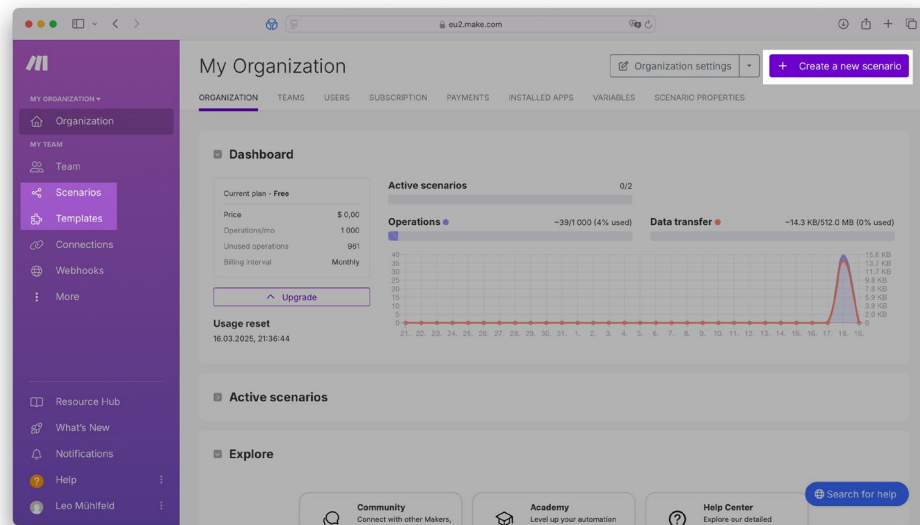 eu2.make.com
My Organization
Organization settings
+ Create a new scenario
ORGANIZATION TEAMS USERS SUBSCRIPTION PAYMENTS INSTALLED APPS VARIABLES SCENARIO PROPERTIES
MY ORGANIZATION
Organization
MY TEAM
Team
Scenarios
Templates
Connections
Webhooks
More
Resource Hub
What's New
Notifications
? Help
Leo Mühlfeld
Dashboard
Current plan - Free
Price $ 0,00
Operations/mo 1 000
Unused operations 961
Billing interval Monthly
Upgrade
Usage reset
16.03.2025, 21:36:44
Active scenarios 0/2
Operations ~39/1 000 (4% used)
Data transfer ~14.3 KB/512.0 MB (0% used)
40
35
30
25
20
15
10
5
0
15.6 KB
13.7 KB
11.7 KB
9.8 KB
7.8 KB
5.9 KB
3.9 KB
2.0 KB
0
21. 22. 23. 24. 25. 26. 27. 28. 29. 30. 31. 1. 2. 3. 4. 5. 6. 7. 8. 9. 10. 11. 12. 13. 14. 15. 16. 17. 18. 19.
Active scenarios
Explore
Community
Connect with other Makers,
Academy
Level up your automation
Help Center
Explore our detailed
Search for help